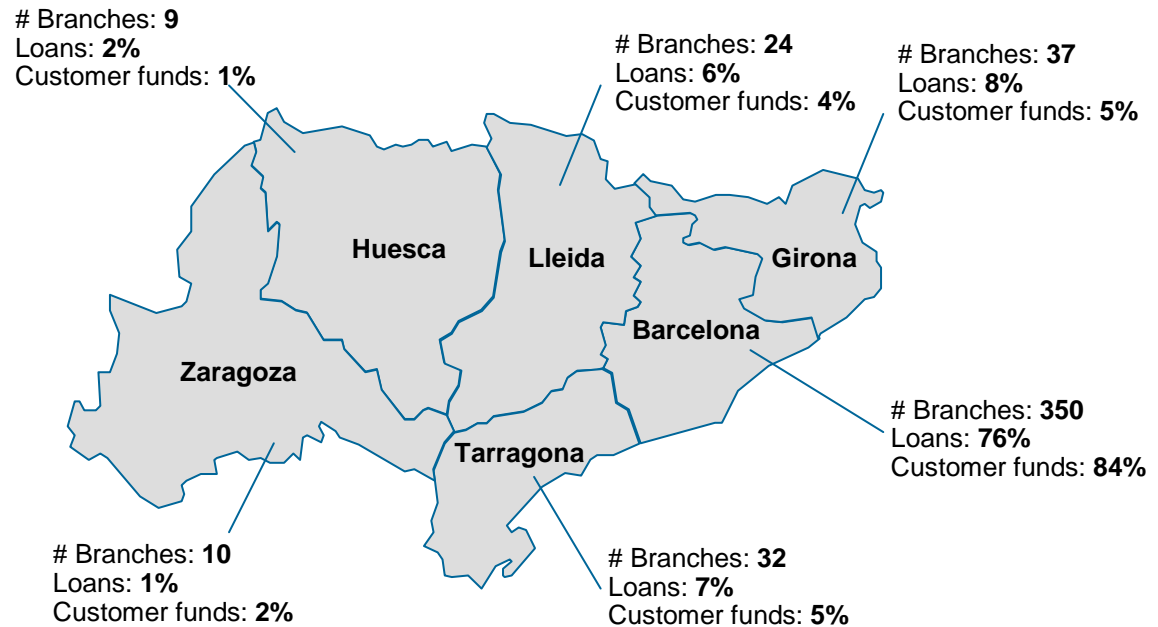 # Branches: 9
Loans: 2%
Customer funds: 1%
# Branches: 24
Loans: 6%
Customer funds: 4%
# Branches: 37
Loans: 8%
Customer funds: 5%
Huesca
Lleida
Girona
Barcelona
Zaragoza
Tarragona
# Branches: 350
Loans: 76%
Customer funds: 84%
# Branches: 10
Loans: 1%
Customer funds: 2%
# Branches: 32
Loans: 7%
Customer funds: 5%